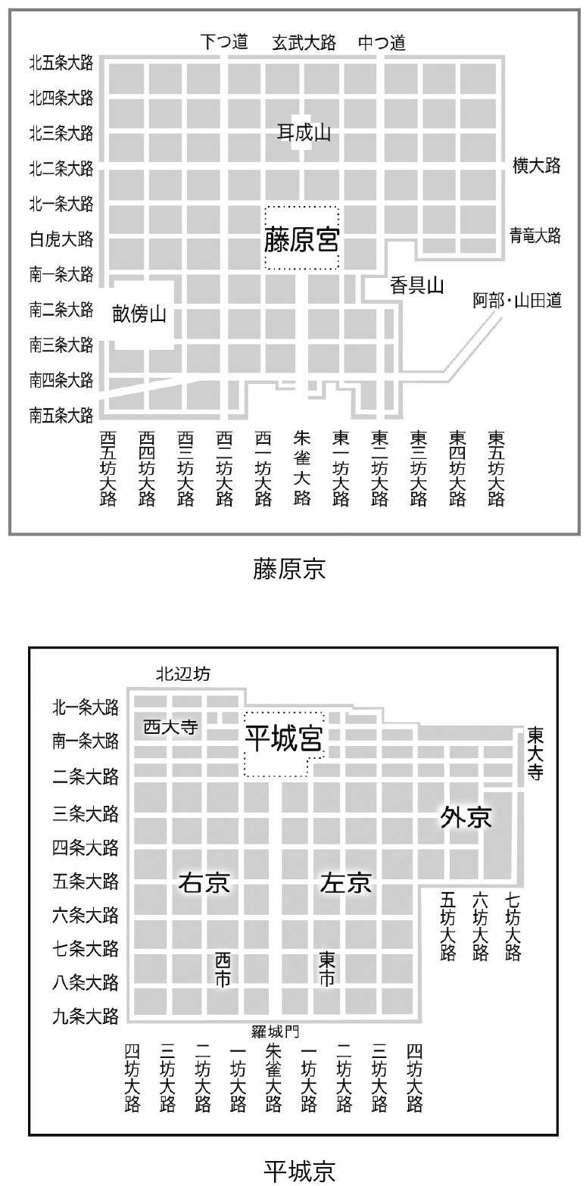 下つ道 玄武大路 中つ道
北五条大路
北四条大路
北三条大路
耳成山
北二条大路
横大路
北一条大路
白虎大路
藤原宮
青竜大路
南一条大路
香具山
南二条大路
畝傍山
阿部・山田道
南三条大路
南四条大路
南五条大路
西五坊大路
西四坊大路
西三坊大路
西二坊大路
西一坊大路
朱雀大路
東一坊大路
東二坊大路
東三坊大路
東四坊大路
東五坊大路
藤原京
北辺坊
北一条大路
西大寺
南一条大路
平城宮
東大寺
二条大路
三条大路
外京
四条大路
五条大路
右京
左京
五坊大路
六坊大路
七坊大路
六条大路
七条大路
西市
東市
八条大路
九条大路
羅城門
四坊大路
三坊大路
二坊大路
一坊大路
朱雀大路
一坊大路
二坊大路
三坊大路
四坊大路
平城京